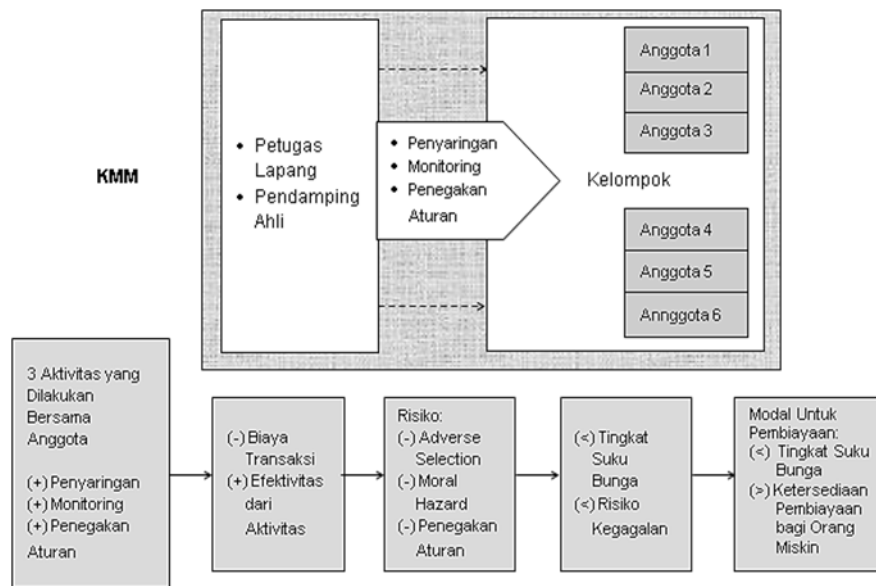 KMM
• Petugas
Lapang
• Pendamping
Ahli
• Penyaringan
• Monitoring
• Penegakan
Aturan
Kelompok
Anggota 1
Anggota 2
Anggota 3
Anggota 4
Anggota 5
Annggota 6
3 Aktivitas yang
Dilakukan
Bersama
Anggota
(+) Penyaringan
(+) Monitoring
(+) Penegakan
Aturan
(-) Biaya
Transaksi
(+) Efektivitas
dari
Aktivitas
Risiko:
(-) Adverse
Selection
(-) Moral
Hazard
(-) Penegakan
Aturan
(<) Tingkat
Suku
Bunga
(<) Risiko
Kegagalan
Modal Untuk
Pembiayaan:
(<) Tingkat Suku
Bunga
(>) Ketersediaan
Pembiayaan
bagi Orang
Miskin